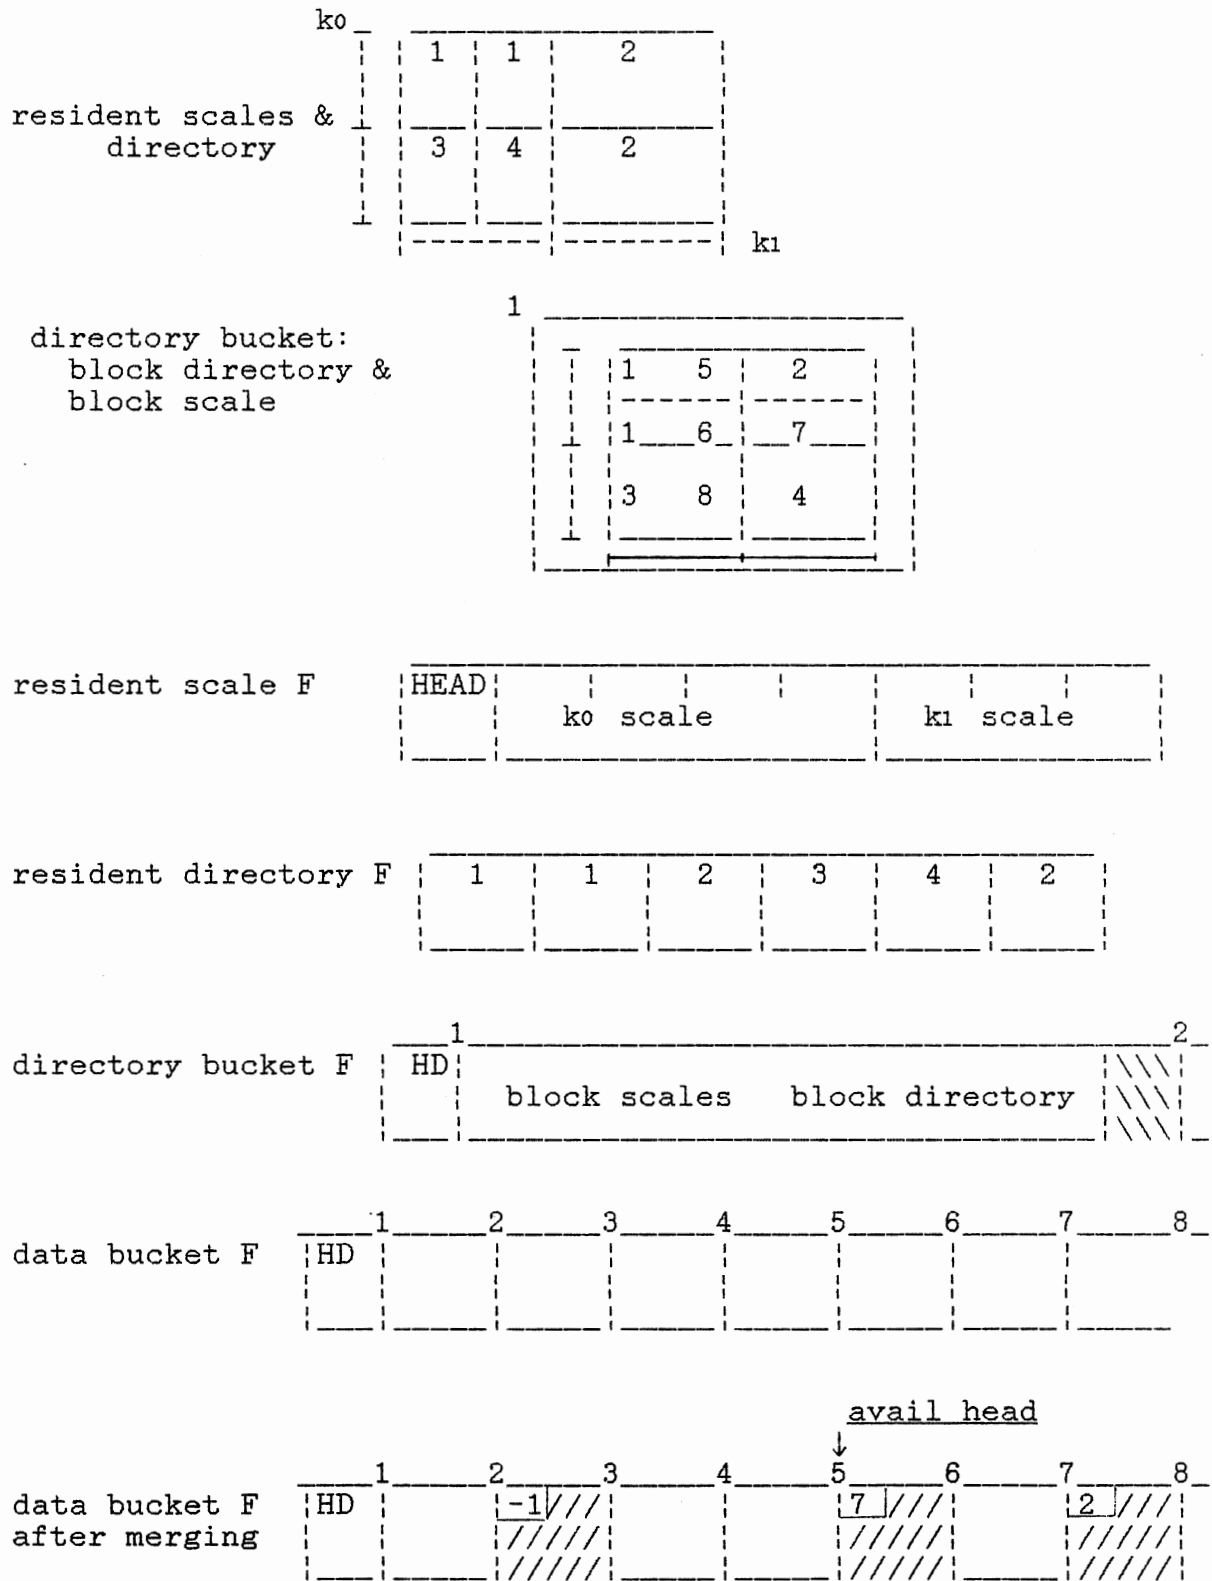 k0
1 1 2
resident scales &
directory
3 4 2
k1
1
directory bucket:
block directory &
block scale
1 5 2
1 6 7
3 8 4
resident scale F
HEAD
k0 scale
k1 scale
resident directory F
1 1 2 3 4 2
1 2
directory bucket F
HD
block scales block directory
1 2 3 4 5 6 7 8
data bucket F
HD
avail head
1 2 3 5 6 7 8
data bucket F
HD
-1 7 2
after merging